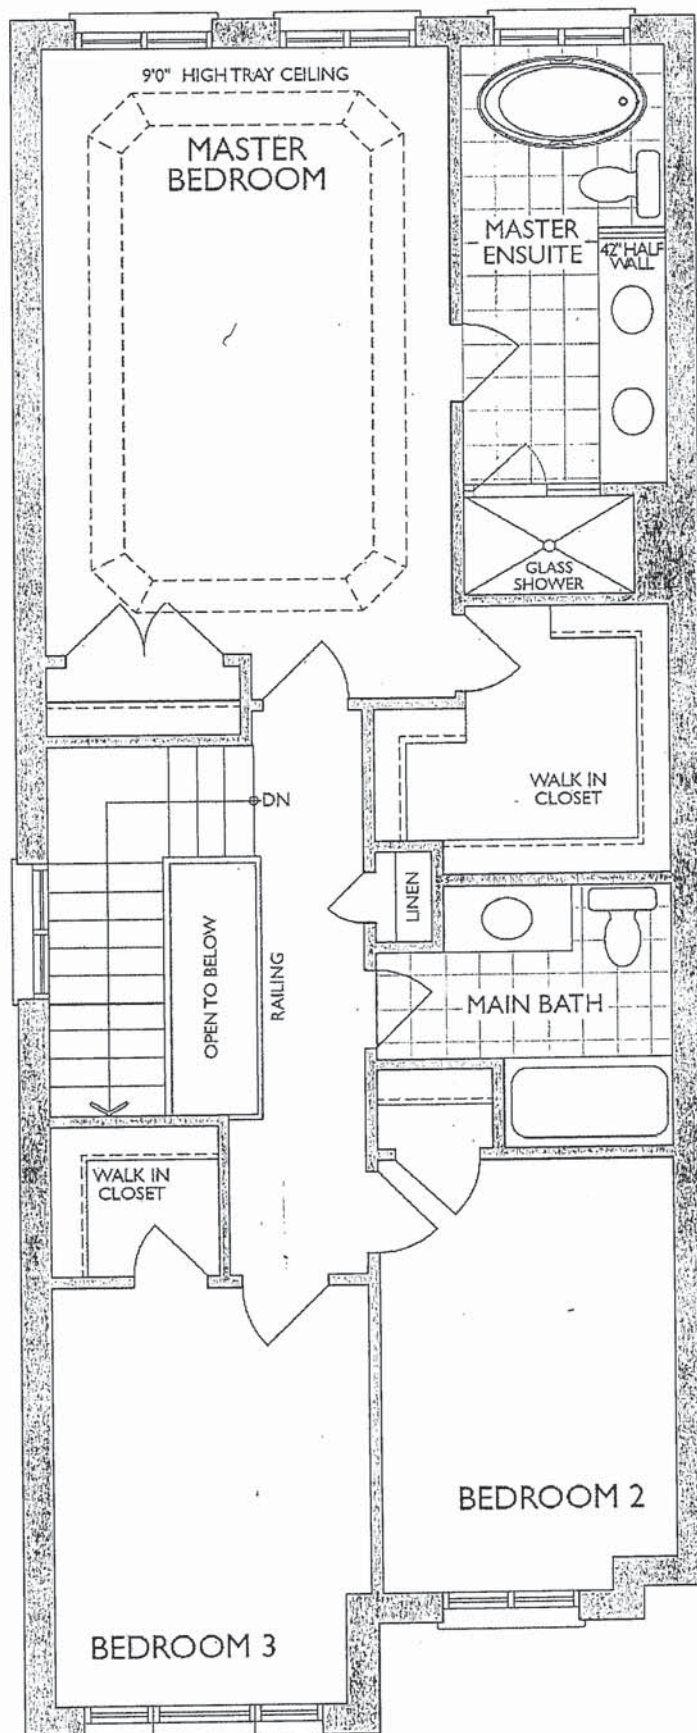 9'0" HIGH TRAY CEILING
MASTER
BEDROOM
MASTER
ENSUITE
42" HALF
WALL
GLASS
SHOWER
WALK IN
CLOSET
DN
LINEN
OPEN TO BELOW
RAILING
MAIN BATH
WALK IN
CLOSET
BEDROOM 2
BEDROOM 3